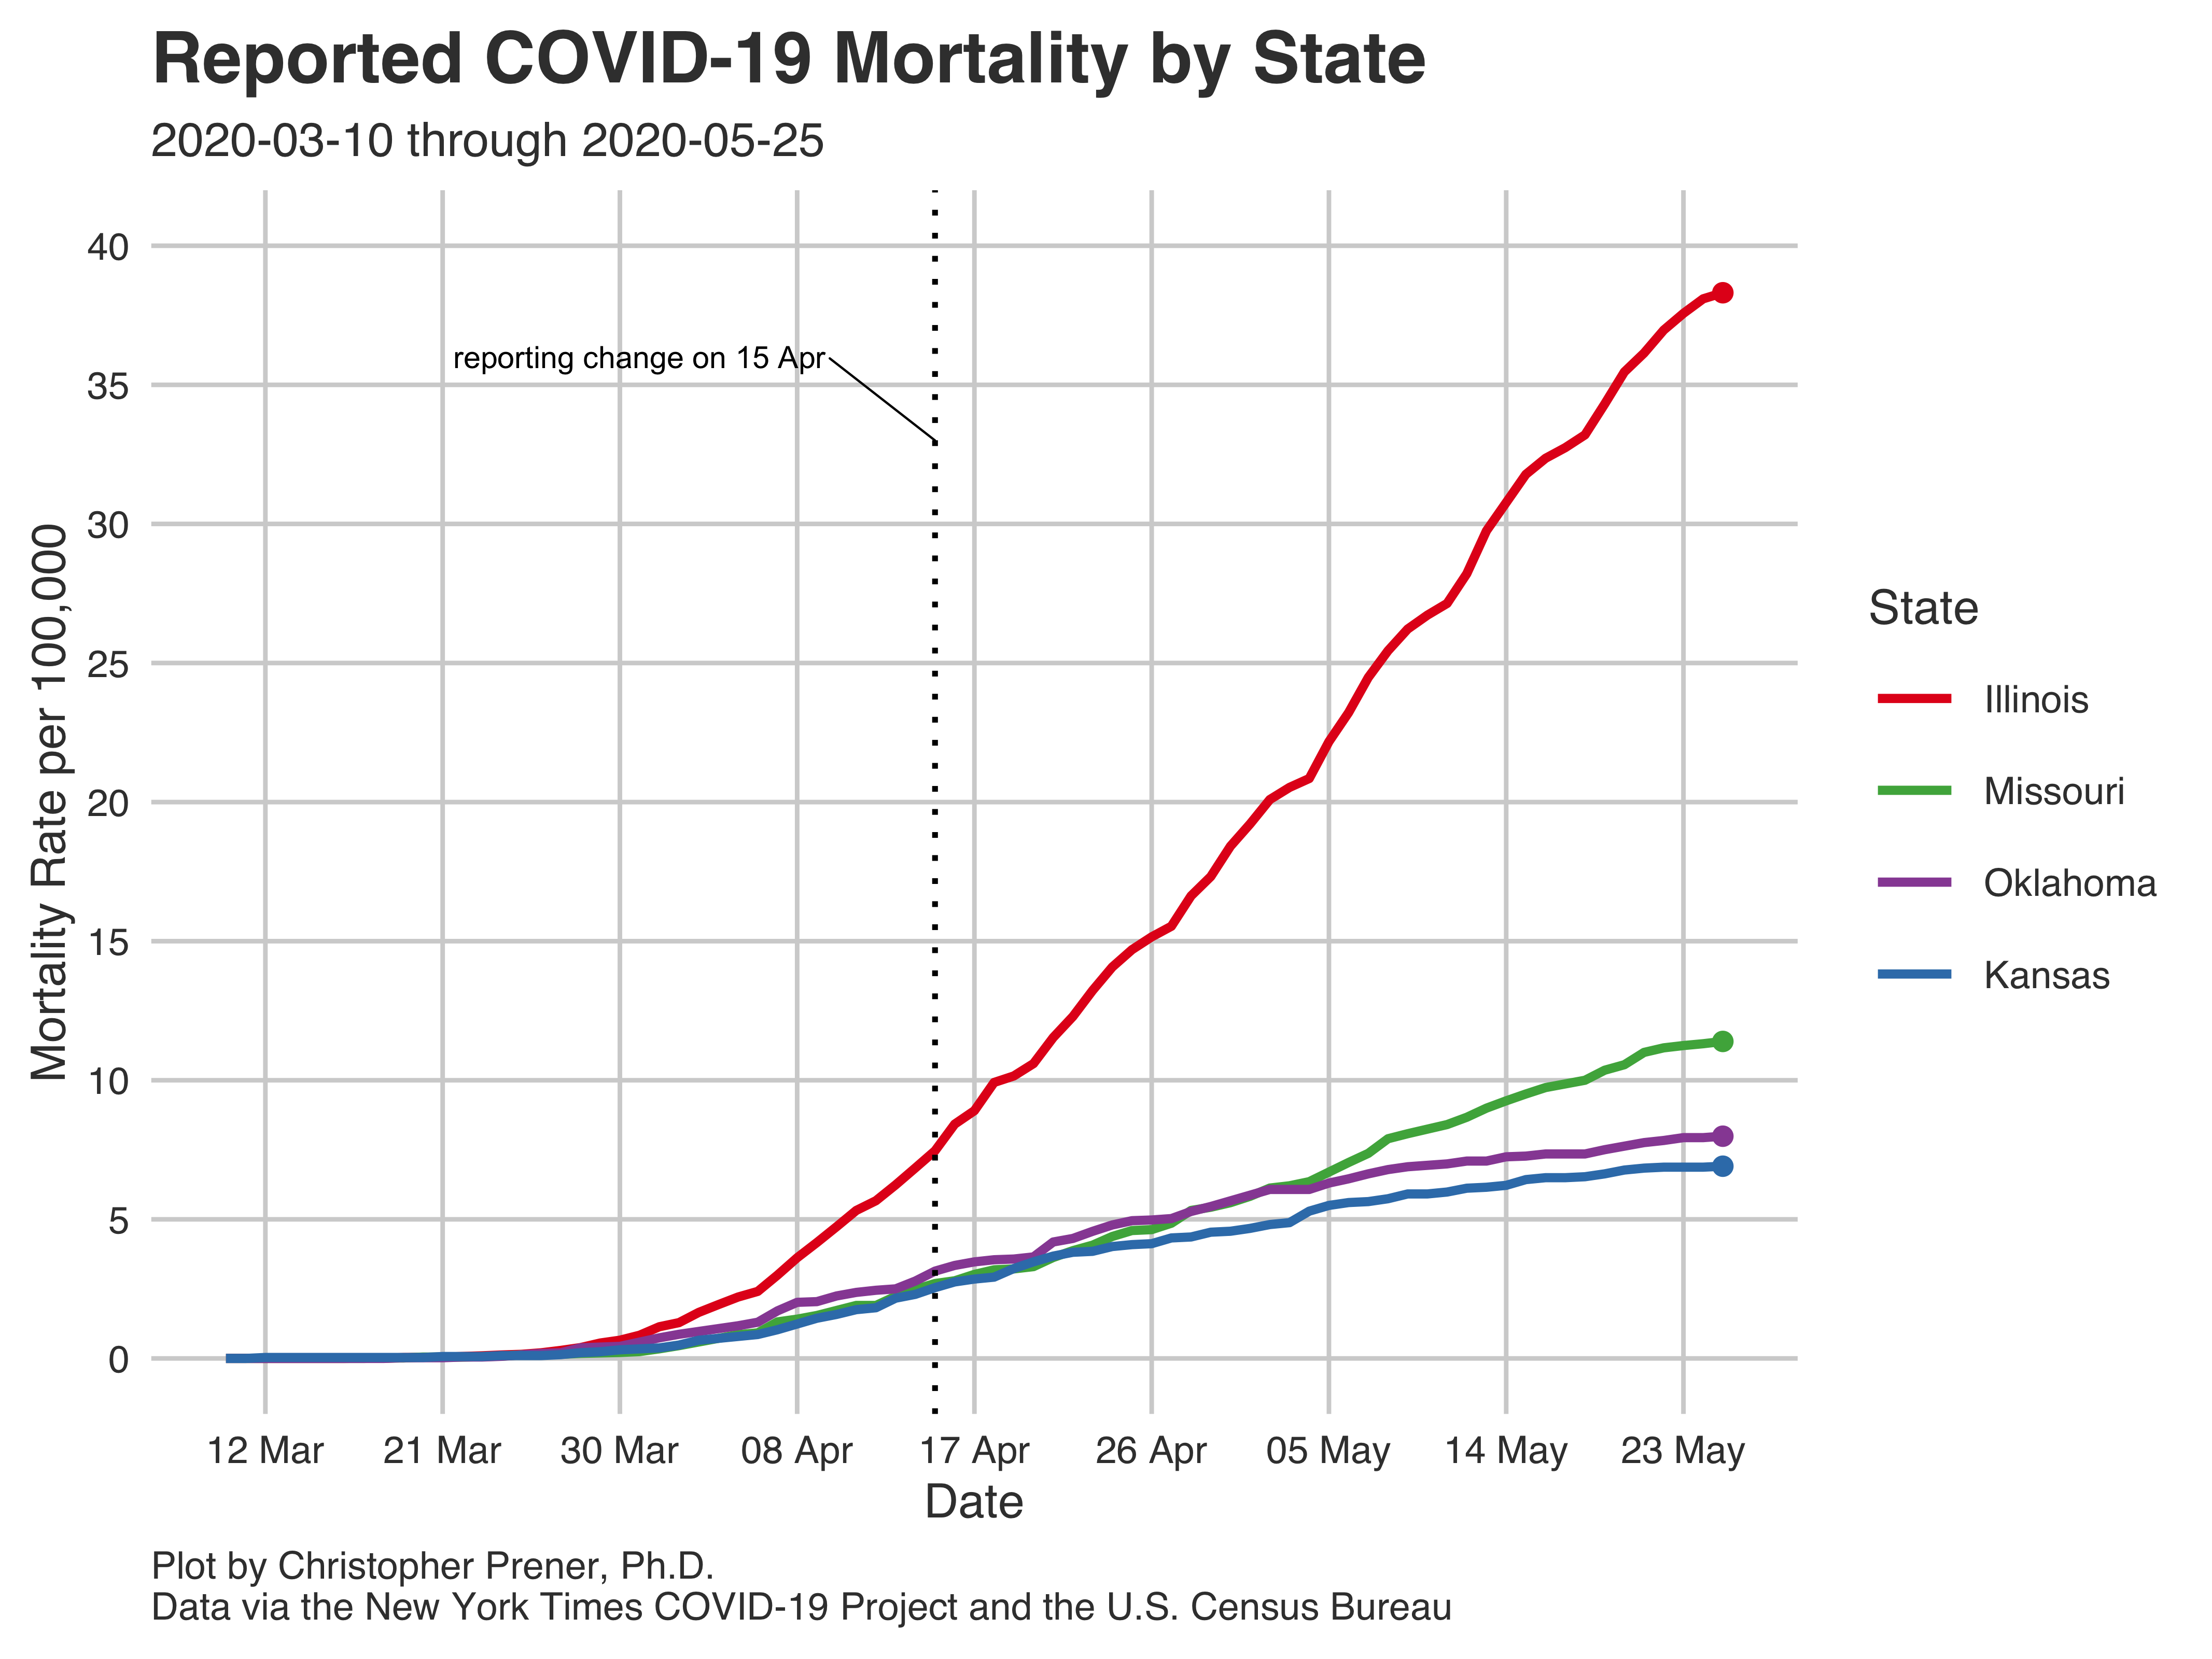 Reported COVID-19 Mortality by State
2020-03-10 through 2020-05-25
Mortality Rate per 100,000
40
35
30
25
20
15
10
5
0
reporting change on 15 Apr
12 Mar
21 Mar
30 Mar
08 Apr
17 Apr
26 Apr
05 May
14 May
23 May
Date
State
Illinois
Missouri
Oklahoma
Kansas
Plot by Christopher Prener, Ph.D.
Data via the New York Times COVID-19 Project and the U.S. Census Bureau